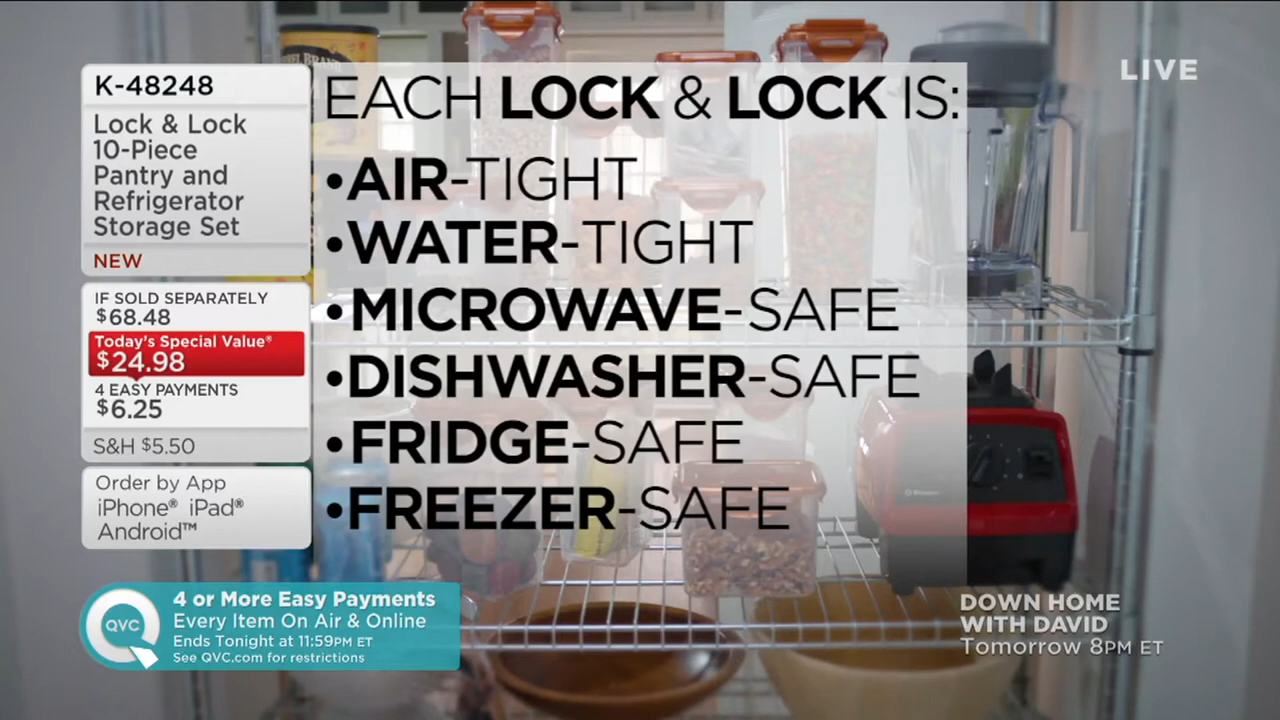 K-48248
Lock & Lock
10-Piece
Pantry and
Refrigerator
Storage Set
NEW
IF SOLD SEPARATELY
$68.48
Today's Special Value®
$24.98
4 EASY PAYMENTS
$6.25
S&H $5.50
Order by App
iPhone® iPad®
Android™
EACH LOCK & LOCK IS:
•AIR-TIGHT
•WATER-TIGHT
•MICROWAVE-SAFE
•DISHWASHER-SAFE
•FRIDGE-SAFE
•FREEZER-SAFE
LIVE
QVC
4 or More Easy Payments
Every Item On Air & Online
Ends Tonight at 11:59PM ET
See QVC.com for restrictions
DOWN HOME
WITH DAVID
Tomorrow 8PM ET